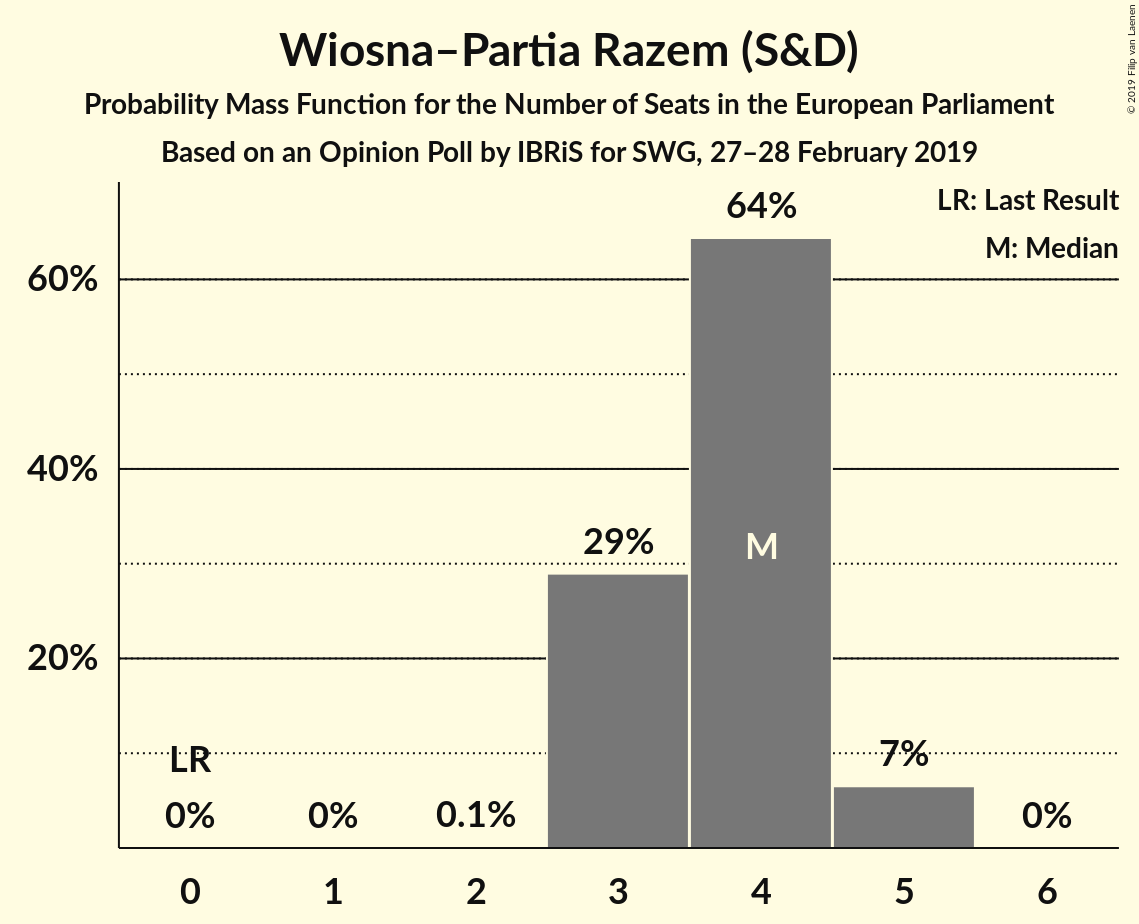 Wiosna–Partia Razem (S&D)
Probability Mass Function for the Number of Seats in the European Parliament
Based on an Opinion Poll by IBRiS for SWG, 27–28 February 2019
© 2019 Filip van Laenen
LR: Last Result
M: Median
64%
60%
40%
29%
M
20%
LR
7%
0%
0%
0.1%
0%
0
1
2
3
4
5
6